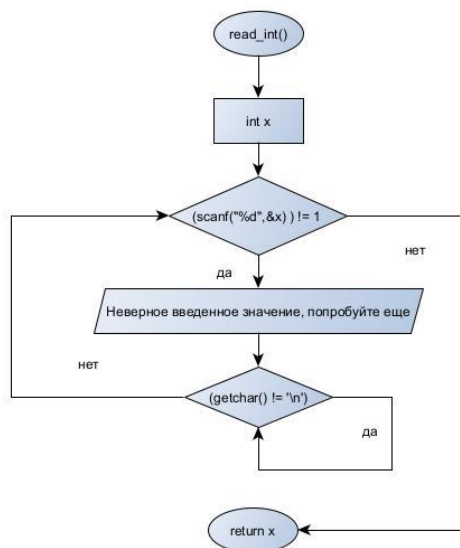 read_int()
int x
(scanf("%d",&x) ) != 1
нет
да
Неверное введенное значение, попробуйте еще
нет
(getchar() != '\n')
да
return x